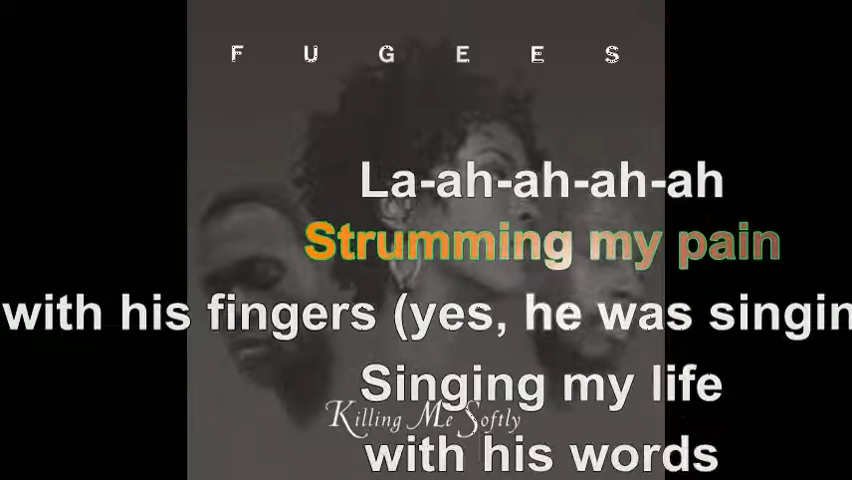 FUGEES
La-ah-ah-ah-ah
Strumming my pain
with his fingers (yes, he was singin
Singing my life
Killing Me Softly
with his words